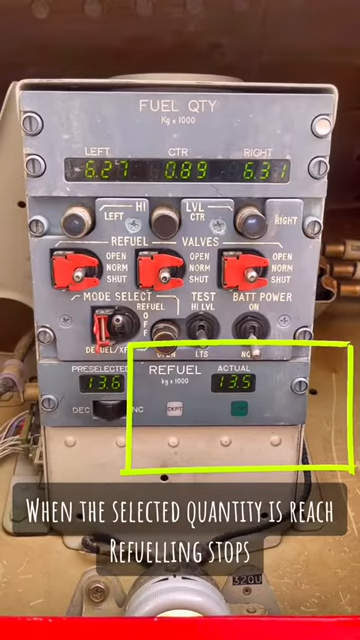 FUEL QTY
Kg x 1000
LEFT CTR RIGHT
6.27 0.89 6.31
HI LVL
LEFT CTR RIGHT
REFUEL VALVES
OPEN OPEN OPEN
NORM NORM NORM
SHUT SHUT SHUT
MODE SELECT TEST BATT POWER
REFUEL HI LVL ON
OFF
DEFUEL/XFR OPEN LTS
PRESELECTED REFUEL ACTUAL
kg x 1000
13.6 13.5
DEC INC CKPT
WHEN THE SELECTED QUANTITY IS REACH
REFUELLING STOPS
32QU